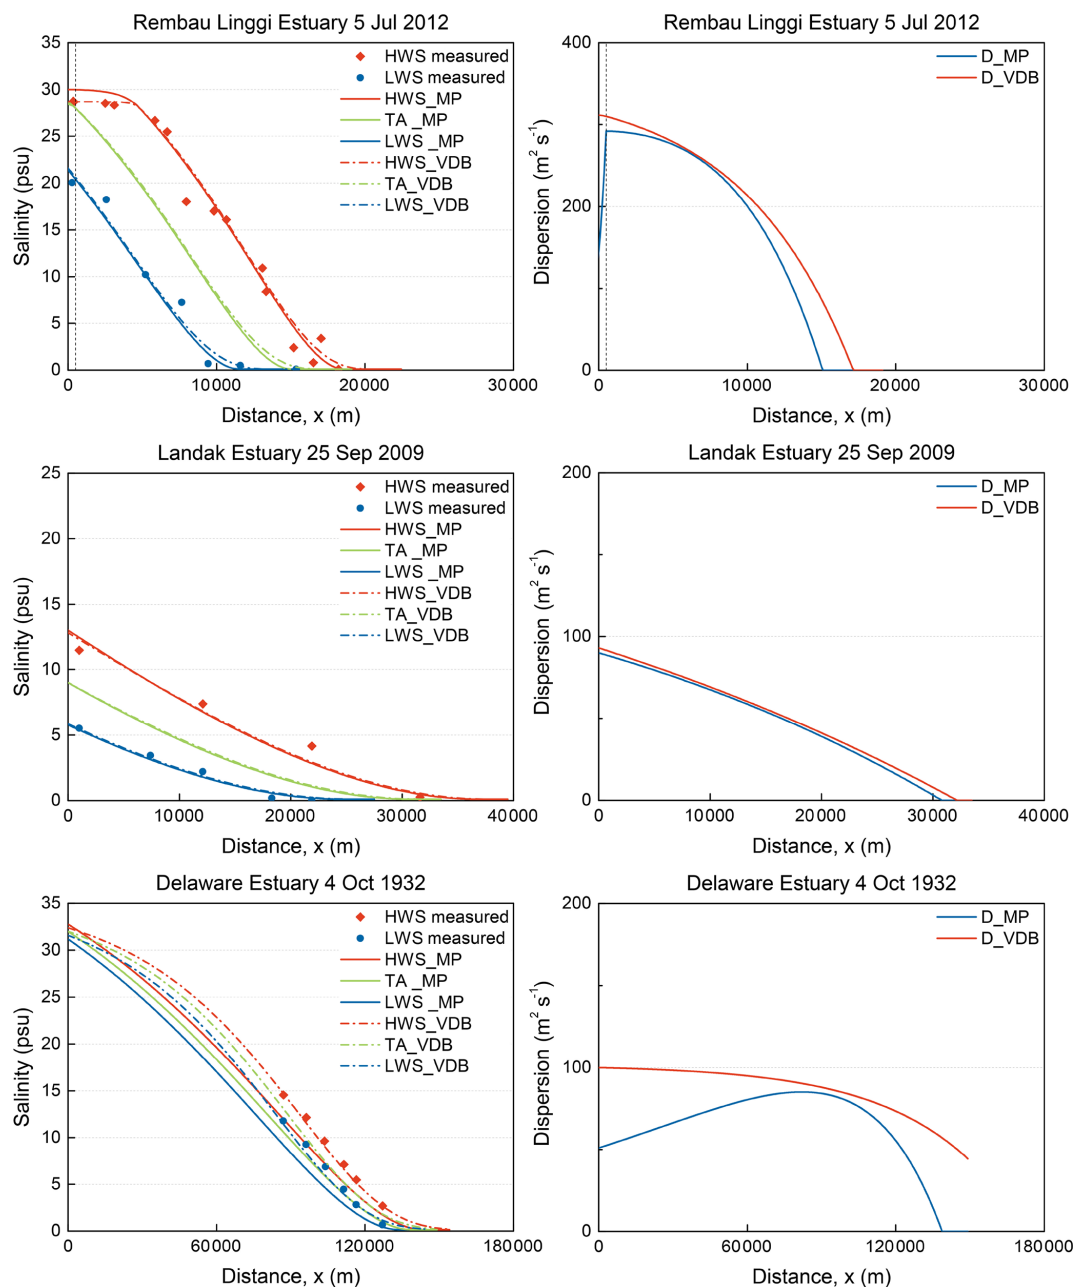 Rembau Linggi Estuary 5 Jul 2012
35
30
25
20
15
10
5
0
Salinity (psu)
HWS measured
LWS measured
HWS_MP
TA _MP
LWS _MP
HWS_VDB
TA_VDB
LWS_VDB
0 10000 20000 30000
Distance, x (m)
Rembau Linggi Estuary 5 Jul 2012
400
200
0
Dispersion (m² s⁻¹)
D_MP
D_VDB
0 10000 20000 30000
Distance, x (m)
Landak Estuary 25 Sep 2009
25
20
15
10
5
0
Salinity (psu)
HWS measured
LWS measured
HWS_MP
TA _MP
LWS _MP
HWS_VDB
TA_VDB
LWS_VDB
0 10000 20000 30000 40000
Distance, x (m)
Landak Estuary 25 Sep 2009
200
100
0
Dispersion (m² s⁻¹)
D_MP
D_VDB
0 10000 20000 30000 40000
Distance, x (m)
Delaware Estuary 4 Oct 1932
35
30
25
20
15
10
5
0
Salinity (psu)
HWS measured
LWS measured
HWS_MP
TA _MP
LWS _MP
HWS_VDB
TA_VDB
LWS_VDB
0 60000 120000 180000
Distance, x (m)
Delaware Estuary 4 Oct 1932
200
100
0
Dispersion (m² s⁻¹)
D_MP
D_VDB
0 60000 120000 180000
Distance, x (m)